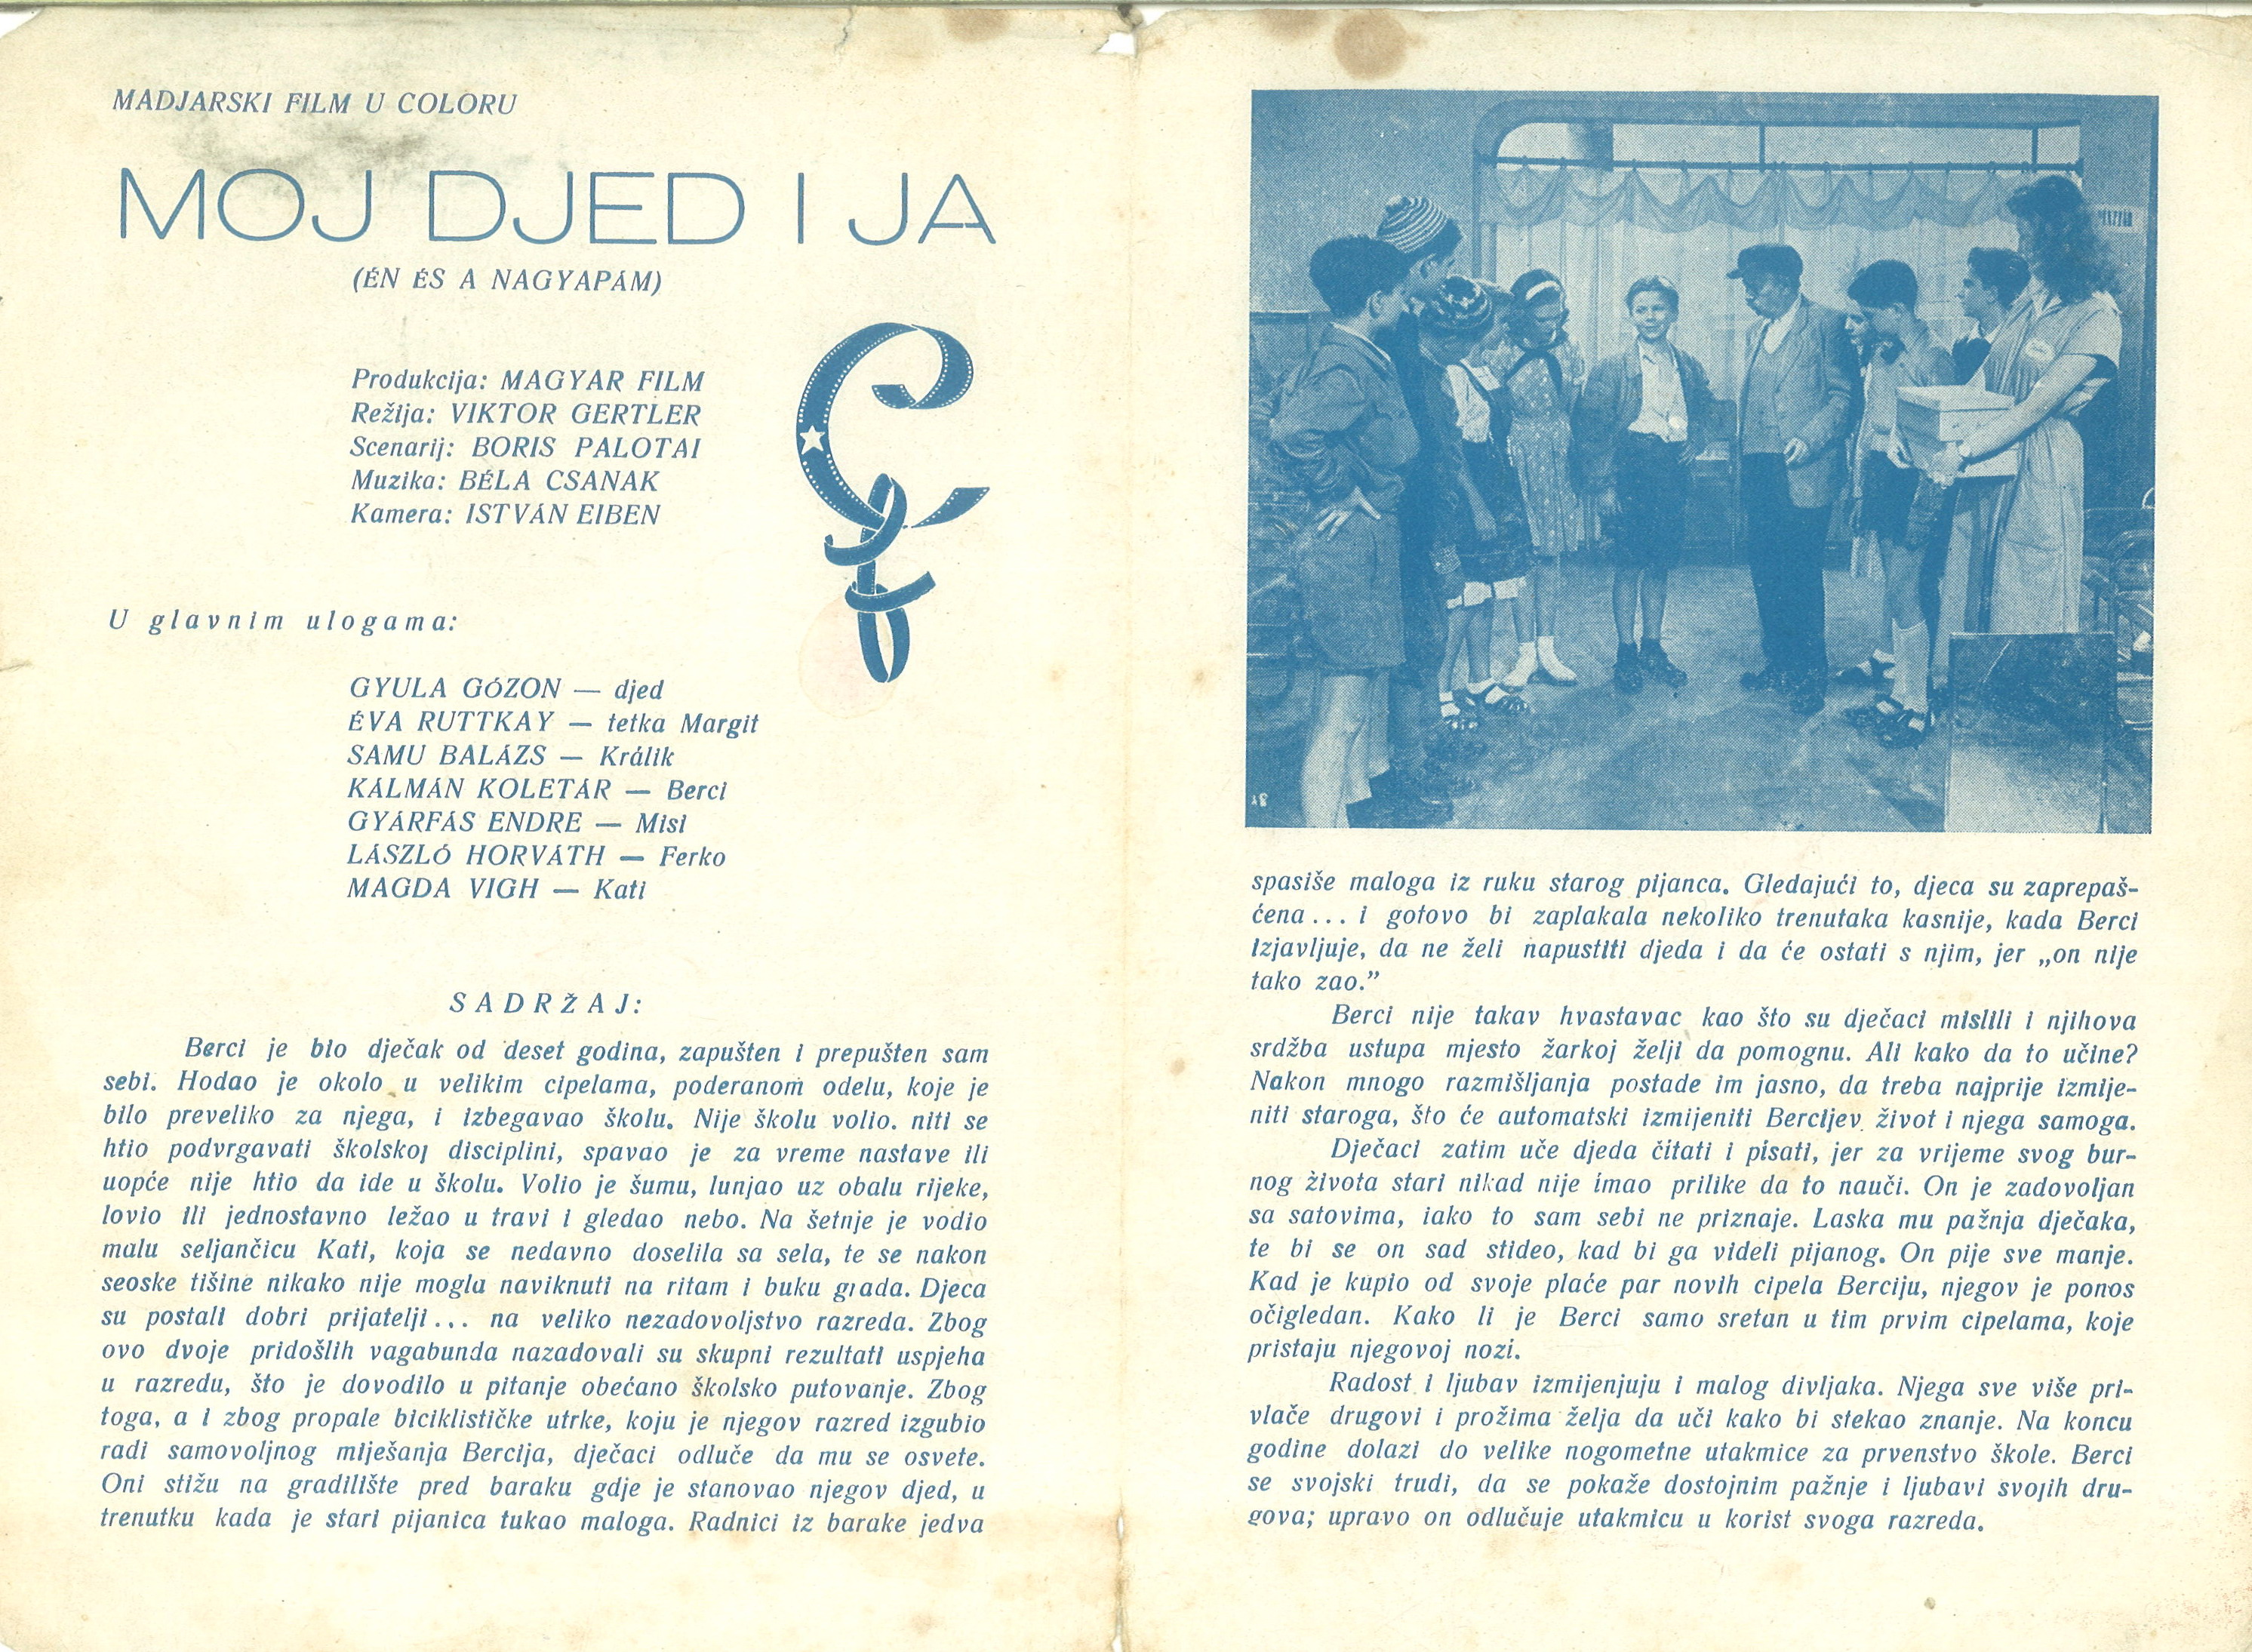 MADJARSKI FILM U COLORU
MOJ DJED I JA
(ÉN ÉS A NAGYAPÁM)
Produkcija: MAGYAR FILM
Režija: VIKTOR GERTLER
Scenarij: BORIS PALOTAI
Muzika: BÉLA CSANAK
Kamera: ISTVÁN EIBEN
U glavnim ulogama:
GYULA GÓZON — djed
ÉVA RUTTKAY — tetka Margit
SAMU BALÁZS — Králik
KÁLMÁN KOLETÁR — Berci
GYÁRFÁS ENDRE — Misi
LÁSZLÓ HORVÁTH — Ferko
MAGDA VIGH — Kati
SADRŽAJ:
Berci je bio dječak od deset godina, zapušten i prepušten sam
sebi. Hodao je okolo u velikim cipelama, poderanom odelu, koje je
bilo preveliko za njega, i izbegavao školu. Nije školu volio. niti se
htio podvrgavati školskoj disciplini, spavao je za vreme nastave ili
uopće nije htio da ide u školu. Volio je šumu, lunjao uz obalu rijeke,
lovio ili jednostavno ležao u travi i gledao nebo. Na šetnje je vodio
malu seljančicu Kati, koja se nedavno doselila sa sela, te se nakon
seoske tišine nikako nije mogla naviknuti na ritam i buku grada. Djeca
su postali dobri prijatelji... na veliko nezadovoljstvo razreda. Zbog
ovo dvoje pridošlih vagabunda nazadovali su skupni rezultati uspjeha
u razredu, što je dovodilo u pitanje obećano školsko putovanje. Zbog
toga, a i zbog propale biciklističke utrke, koju je njegov razred izgubio
radi samovoljnog miješanja Bercija, dječaci odluče da mu se osvete.
Oni stižu na gradilište pred baraku gdje je stanovao njegov djed, u
trenutku kada je stari pijanica tukao maloga. Radnici iz barake jedva
spasiše maloga iz ruku starog pijanca. Gledajući to, djeca su zaprepaš-
ćena... i gotovo bi zaplakala nekoliko trenutaka kasnije, kada Berci
izjavljuje, da ne želi napustiti djeda i da će ostati s njim, jer „on nije
tako zao.”
Berci nije takav hvastavac kao što su dječaci mislili i njihova
srdžba ustupa mjesto žarkoj želji da pomognu. Ali kako da to učine?
Nakon mnogo razmišljanja postade im jasno, da treba najprije izmije-
niti staroga, što će automatski izmijeniti Bercijev život i njega samoga.
Dječaci zatim uče djeda čitati i pisati, jer za vrijeme svog bur-
nog života stari nikad nije imao prilike da to nauči. On je zadovoljan
sa satovima, iako to sam sebi ne priznaje. Laska mu pažnja dječaka,
te bi se on sad stideo, kad bi ga videli pijanog. On pije sve manje.
Kad je kupio od svoje plaće par novih cipela Berciju, njegov je ponos
očigledan. Kako li je Berci samo sretan u tim prvim cipelama, koje
pristaju njegovoj nozi.
Radost i ljubav izmijenjuju i malog divljaka. Njega sve više pri-
vlače drugovi i prožima želja da uči kako bi stekao znanje. Na koncu
godine dolazi do velike nogometne utakmice za prvenstvo škole. Berci
se svojski trudi, da se pokaže dostojnim pažnje i ljubavi svojih dru-
gova; upravo on odlučuje utakmicu u korist svoga razreda.